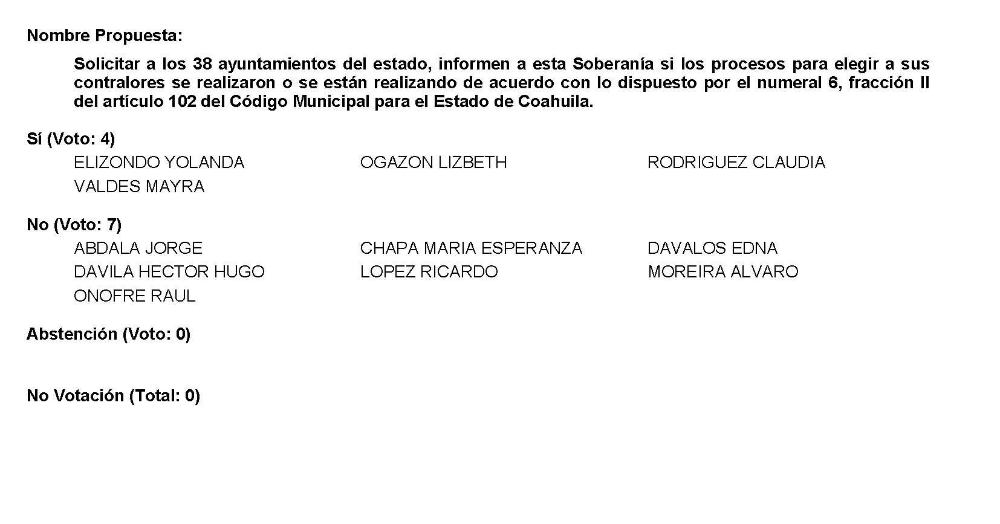 Nombre Propuesta:
Solicitar a los 38 ayuntamientos del estado, informen a esta Soberanía si los procesos para elegir a sus
contralores se realizaron o se están realizando de acuerdo con lo dispuesto por el numeral 6, fracción II
del artículo 102 del Código Municipal para el Estado de Coahuila.
Sí (Voto: 4)
ELIZONDO YOLANDA OGAZON LIZBETH RODRIGUEZ CLAUDIA
VALDES MAYRA
No (Voto: 7)
ABDALA JORGE CHAPA MARIA ESPERANZA DAVALOS EDNA
DAVILA HECTOR HUGO LOPEZ RICARDO MOREIRA ALVARO
ONOFRE RAUL
Abstención (Voto: 0)
No Votación (Total: 0)